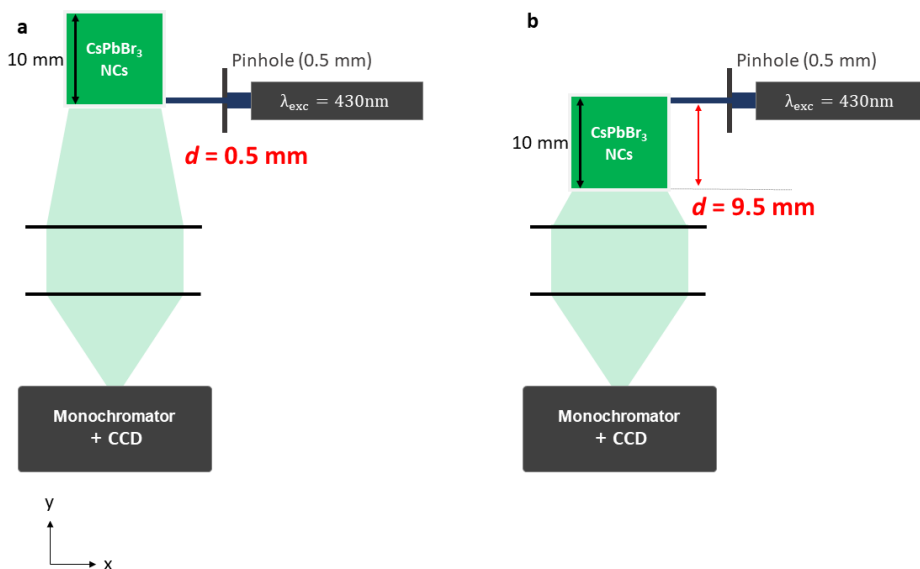 a
CsPbBr₃
NCs
10 mm
Pinhole (0.5 mm)
λexc = 430nm
d = 0.5 mm
Monochromator
+ CCD
y
x
b
CsPbBr₃
NCs
10 mm
Pinhole (0.5 mm)
λexc = 430nm
d = 9.5 mm
Monochromator
+ CCD